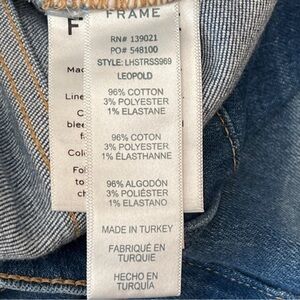 FRAME
RN# 139021
PO# 548100
STYLE: LHSTRSS969
LEOPOLD
96% COTTON
3% POLYESTER
1% ELASTANE
96% COTON
3% POLYESTER
1% ÉLASTHANNE
96% ALGODÓN
3% POLIÉSTER
1% ELASTANO
MADE IN TURKEY
FABRIQUÉ EN
TURQUIE
HECHO EN
TURQUÍA
F